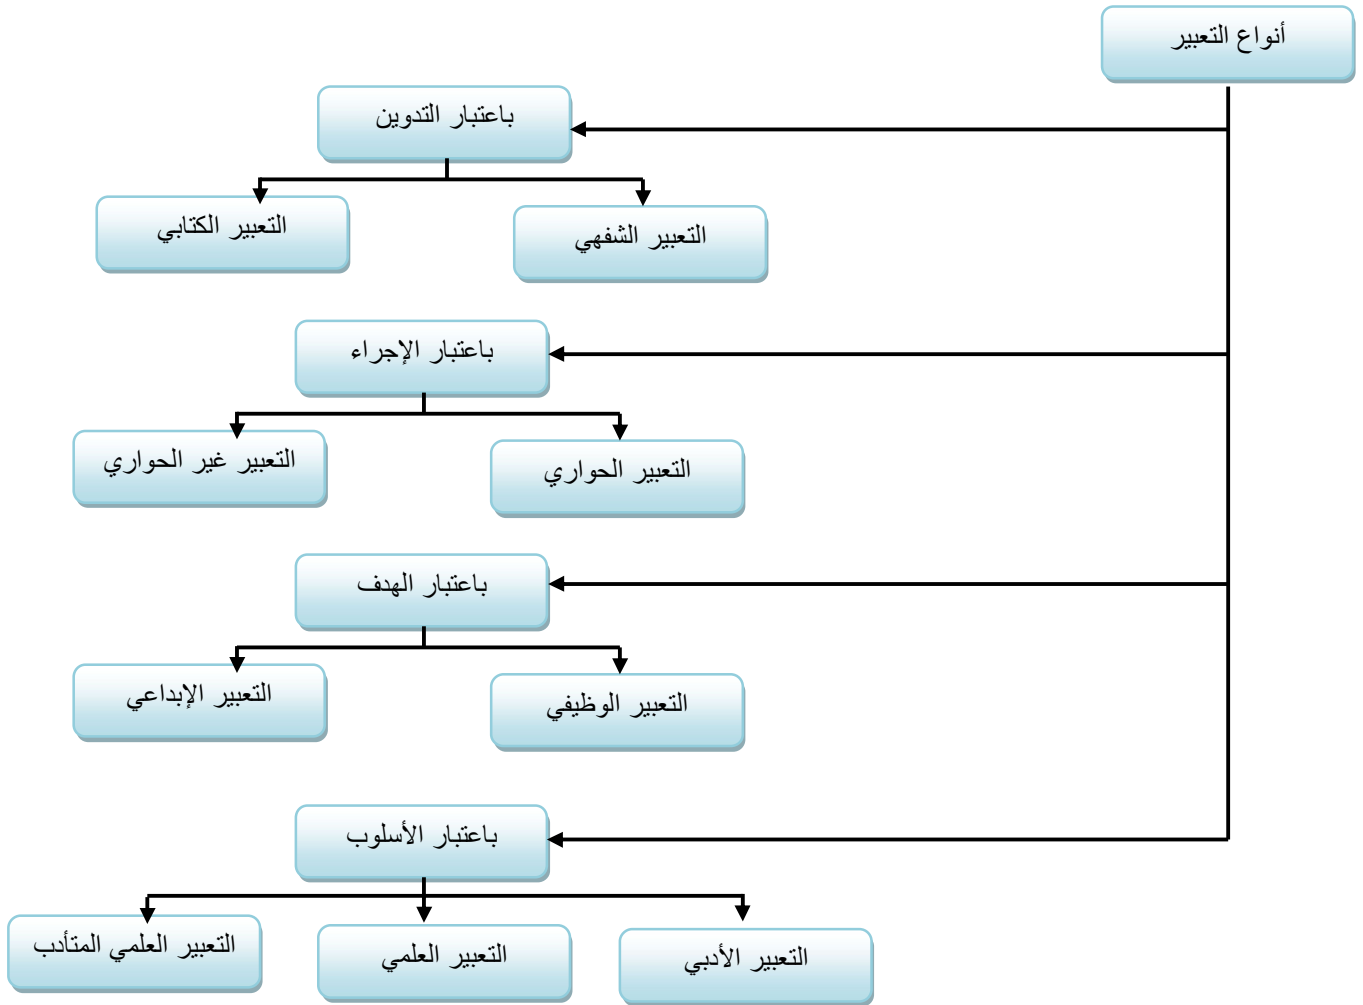 أنواع التعبير
باعتبار التدوين
التعبير الشفهي
التعبير الكتابي
باعتبار الإجراء
التعبير الحواري
التعبير غير الحواري
باعتبار الهدف
التعبير الوظيفي
التعبير الإبداعي
باعتبار الأسلوب
التعبير الأدبي
التعبير العلمي
التعبير العلمي المتأدب